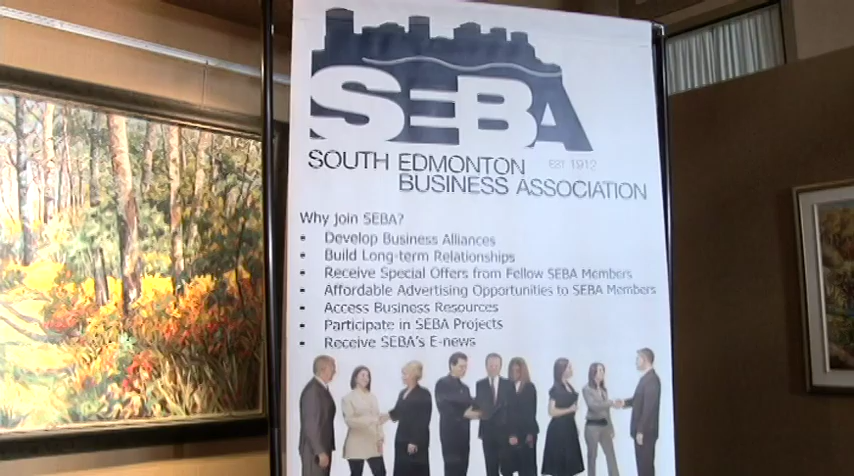 SEBA
EST 1912
SOUTH EDMONTON
BUSINESS ASSOCIATION
Why join SEBA?
• Develop Business Alliances
• Build Long-term Relationships
• Receive Special Offers from Fellow SEBA Members
• Affordable Advertising Opportunities to SEBA Members
• Access Business Resources
• Participate in SEBA Projects
• Receive SEBA's E-news